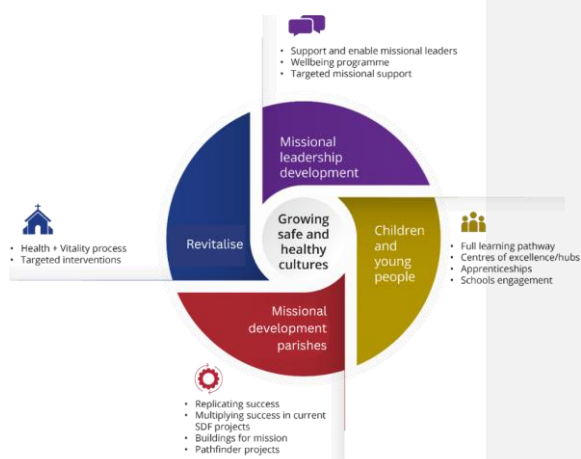 • Support and enable missional leaders
• Wellbeing programme
• Targeted missional support
Missional
leadership
development
Revitalise
Growing
safe and
healthy
cultures
Children
and
young
people
• Health + Vitality process
• Targeted interventions
• Full learning pathway
• Centres of excellence/hubs
• Apprenticeships
• Schools engagement
Missional
development
parishes
• Replicating success
• Multiplying success in current
SDF projects
• Buildings for mission
• Pathfinder projects